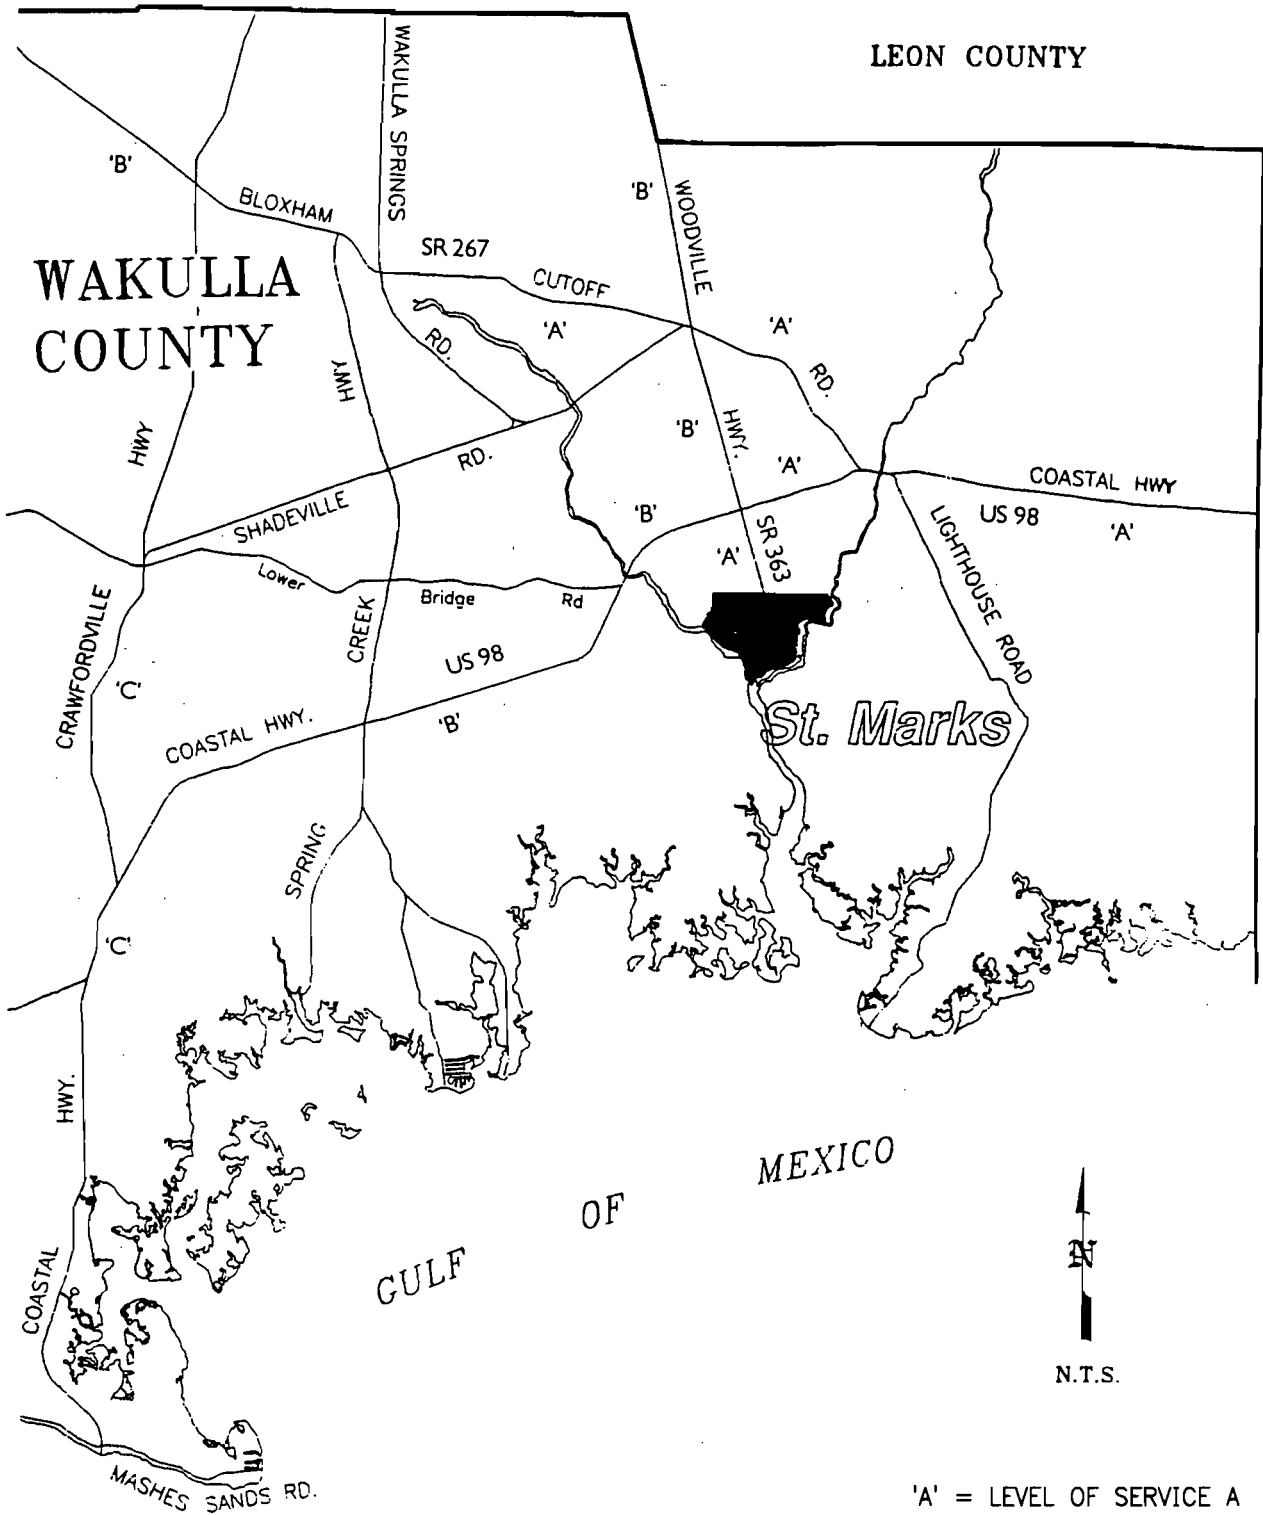 LEON COUNTY
WAKULLA SPRINGS
'B'
'B'
WOODVILLE
BLOXHAM
SR 267
CUTOFF
WAKULLA
COUNTY
'A'
'A'
RD.
HWY
RD.
HWY
'B'
HWY.
RD.
'A'
COASTAL HWY
US 98
'A'
SHADEVILLE
'B'
'A'
SR 363
LIGHTHOUSE ROAD
Lower
Bridge
Rd
CREEK
US 98
CRAWFORDVILLE
'C'
COASTAL HWY.
'B'
St. Marks
SPRING
'C'
HWY.
MEXICO
OF
GULF
COASTAL
N
N.T.S.
MASHES SANDS RD.
'A' = LEVEL OF SERVICE A